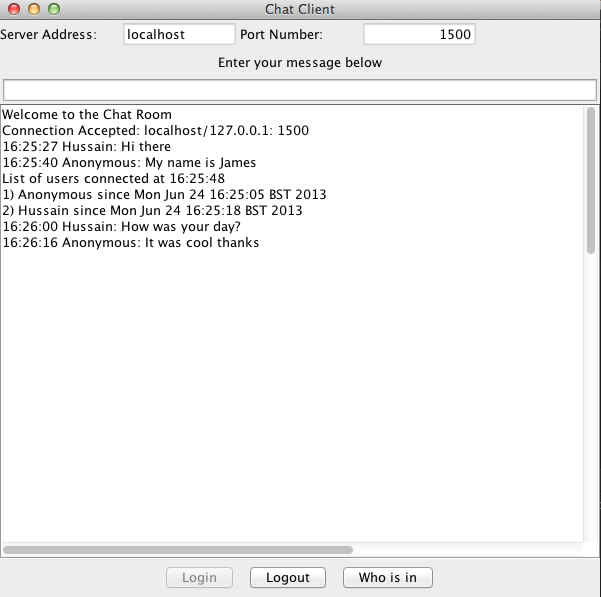 Chat Client
Server Address: localhost Port Number: 1500
Enter your message below
Welcome to the Chat Room
Connection Accepted: localhost/127.0.0.1: 1500
16:25:27 Hussain: Hi there
16:25:40 Anonymous: My name is James
List of users connected at 16:25:48
1) Anonymous since Mon Jun 24 16:25:05 BST 2013
2) Hussain since Mon Jun 24 16:25:18 BST 2013
16:26:00 Hussain: How was your day?
16:26:16 Anonymous: It was cool thanks
Login Logout Who is in